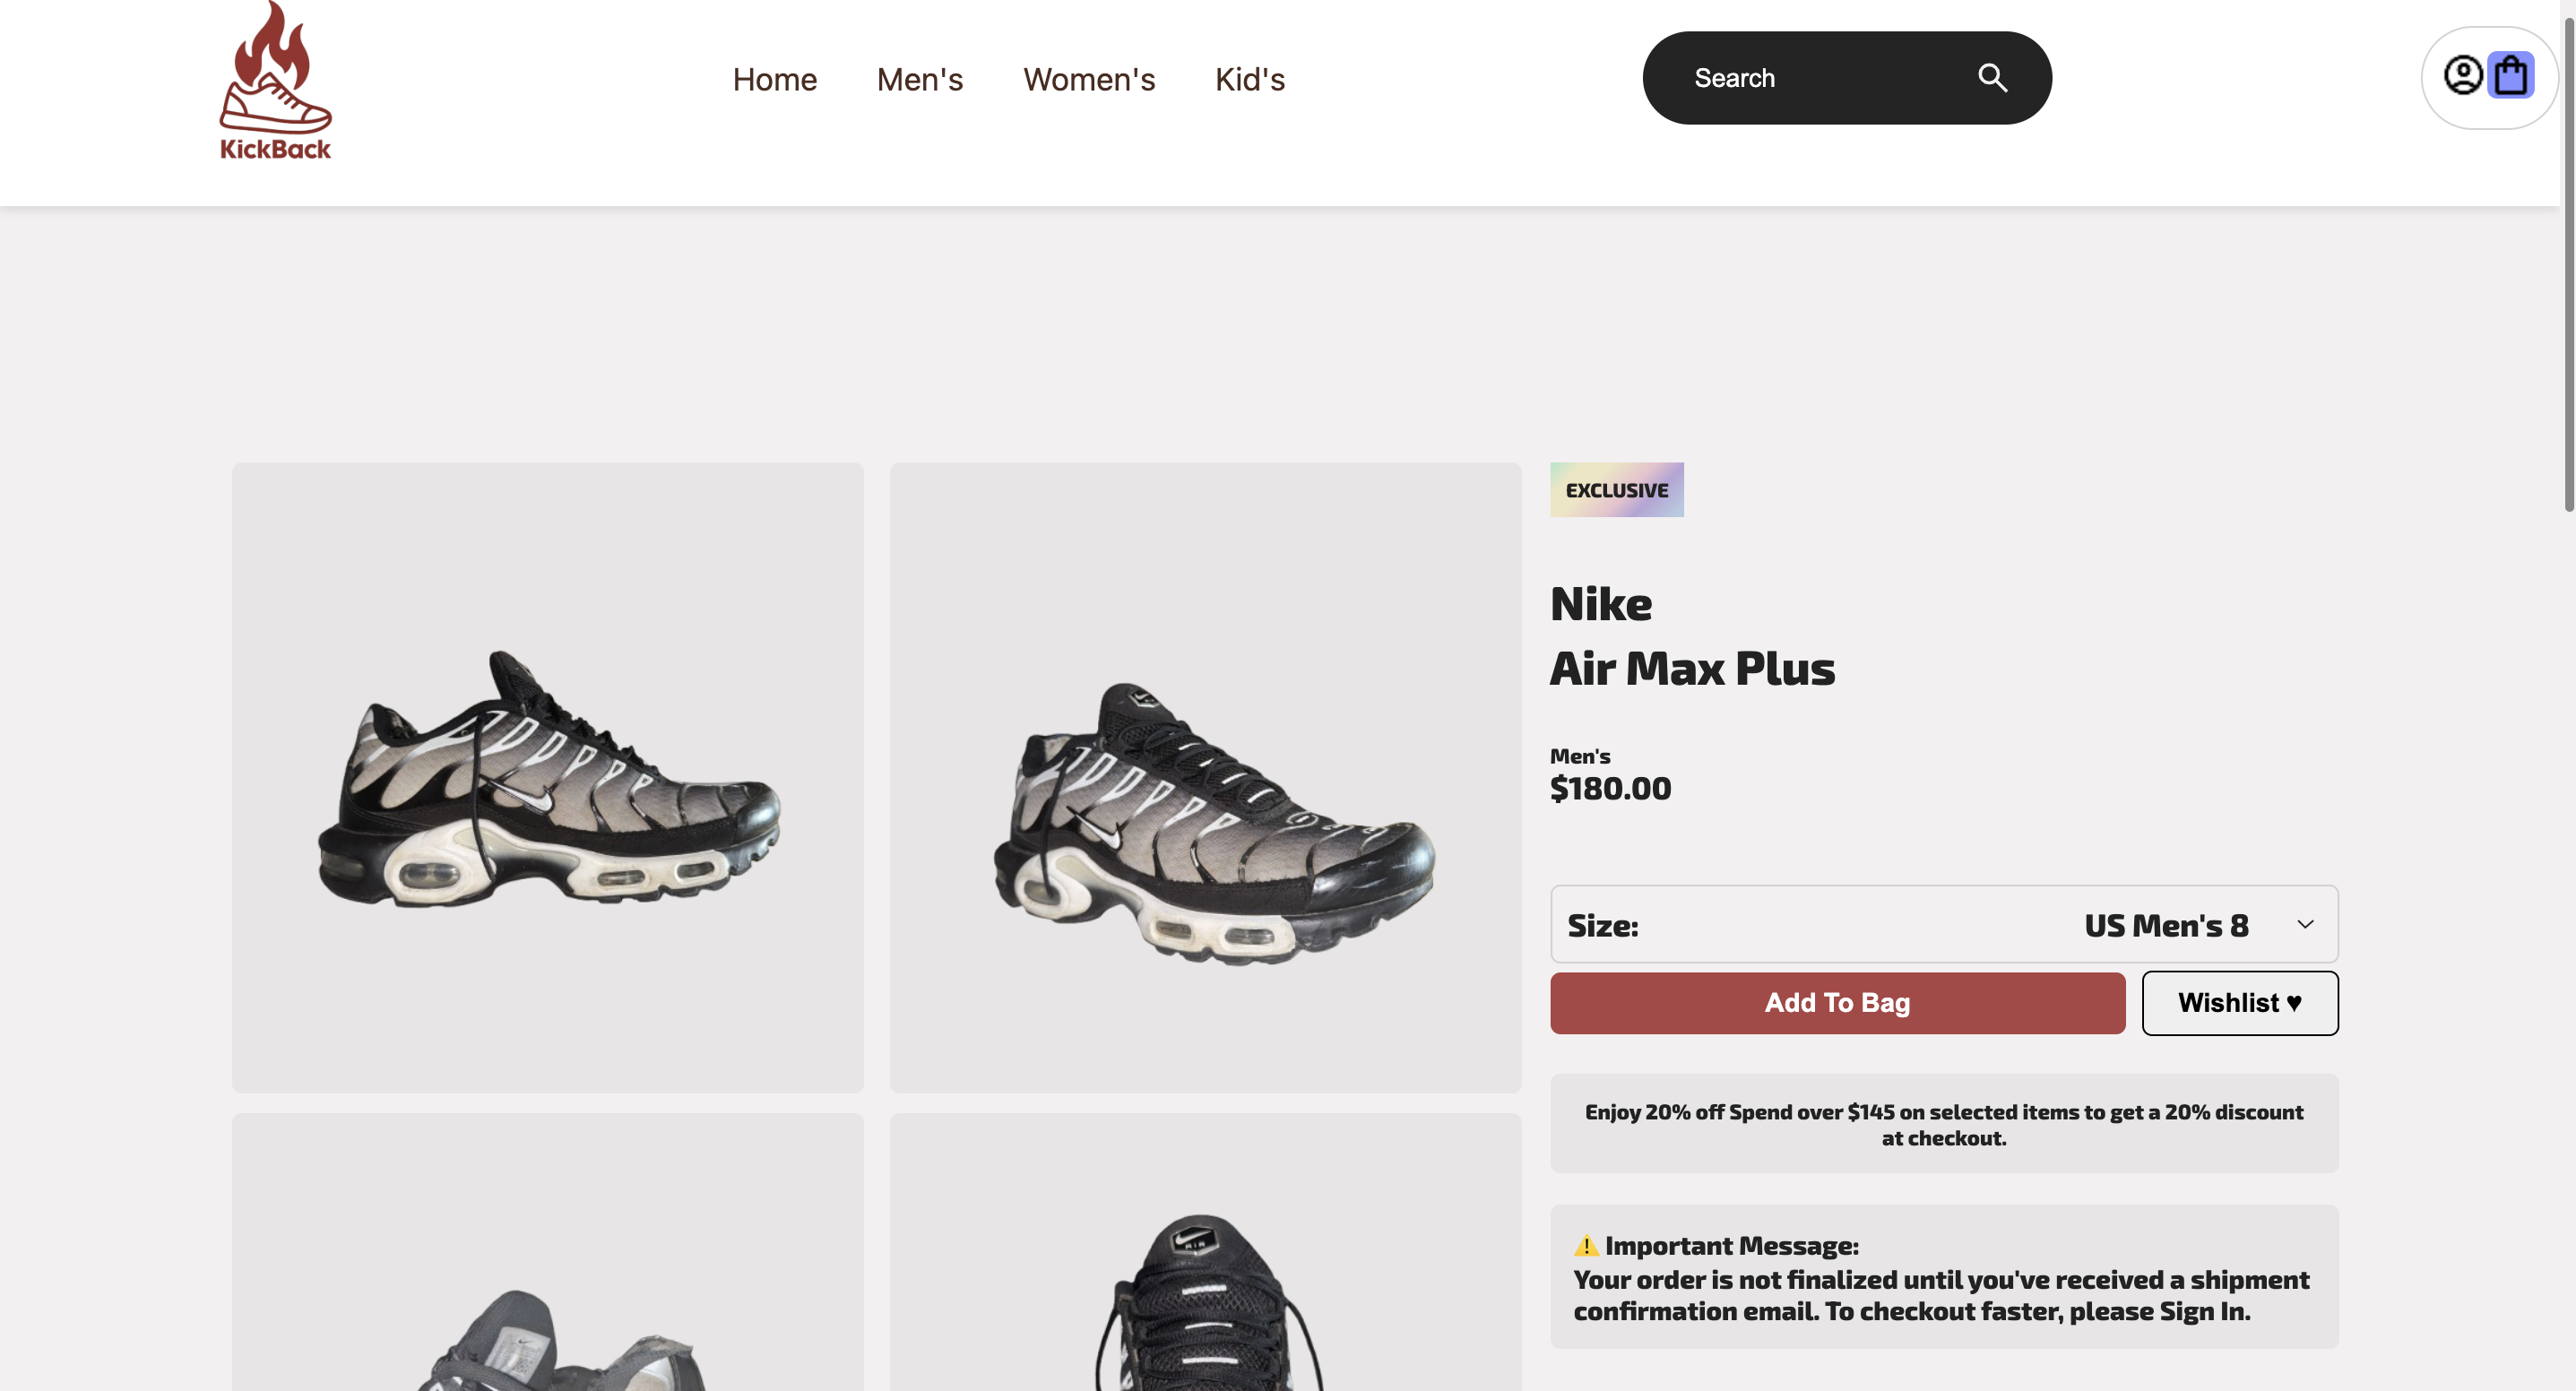 KickBack
Home
Men's
Women's
Kid's
Search
EXCLUSIVE
Nike
Air Max Plus
Men's
$180.00
Size:
US Men's 8
Add To Bag
Wishlist ♥
Enjoy 20% off Spend over $145 on selected items to get a 20% discount
at checkout.
⚠️ Important Message:
Your order is not finalized until you've received a shipment
confirmation email. To checkout faster, please Sign In.